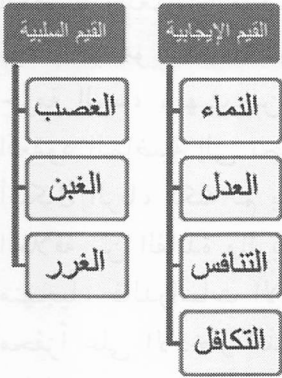 القيم الإيجابية
النماء
العدل
التنافس
التكافل
القيم السلبية
الغصب
الغبن
الغرر